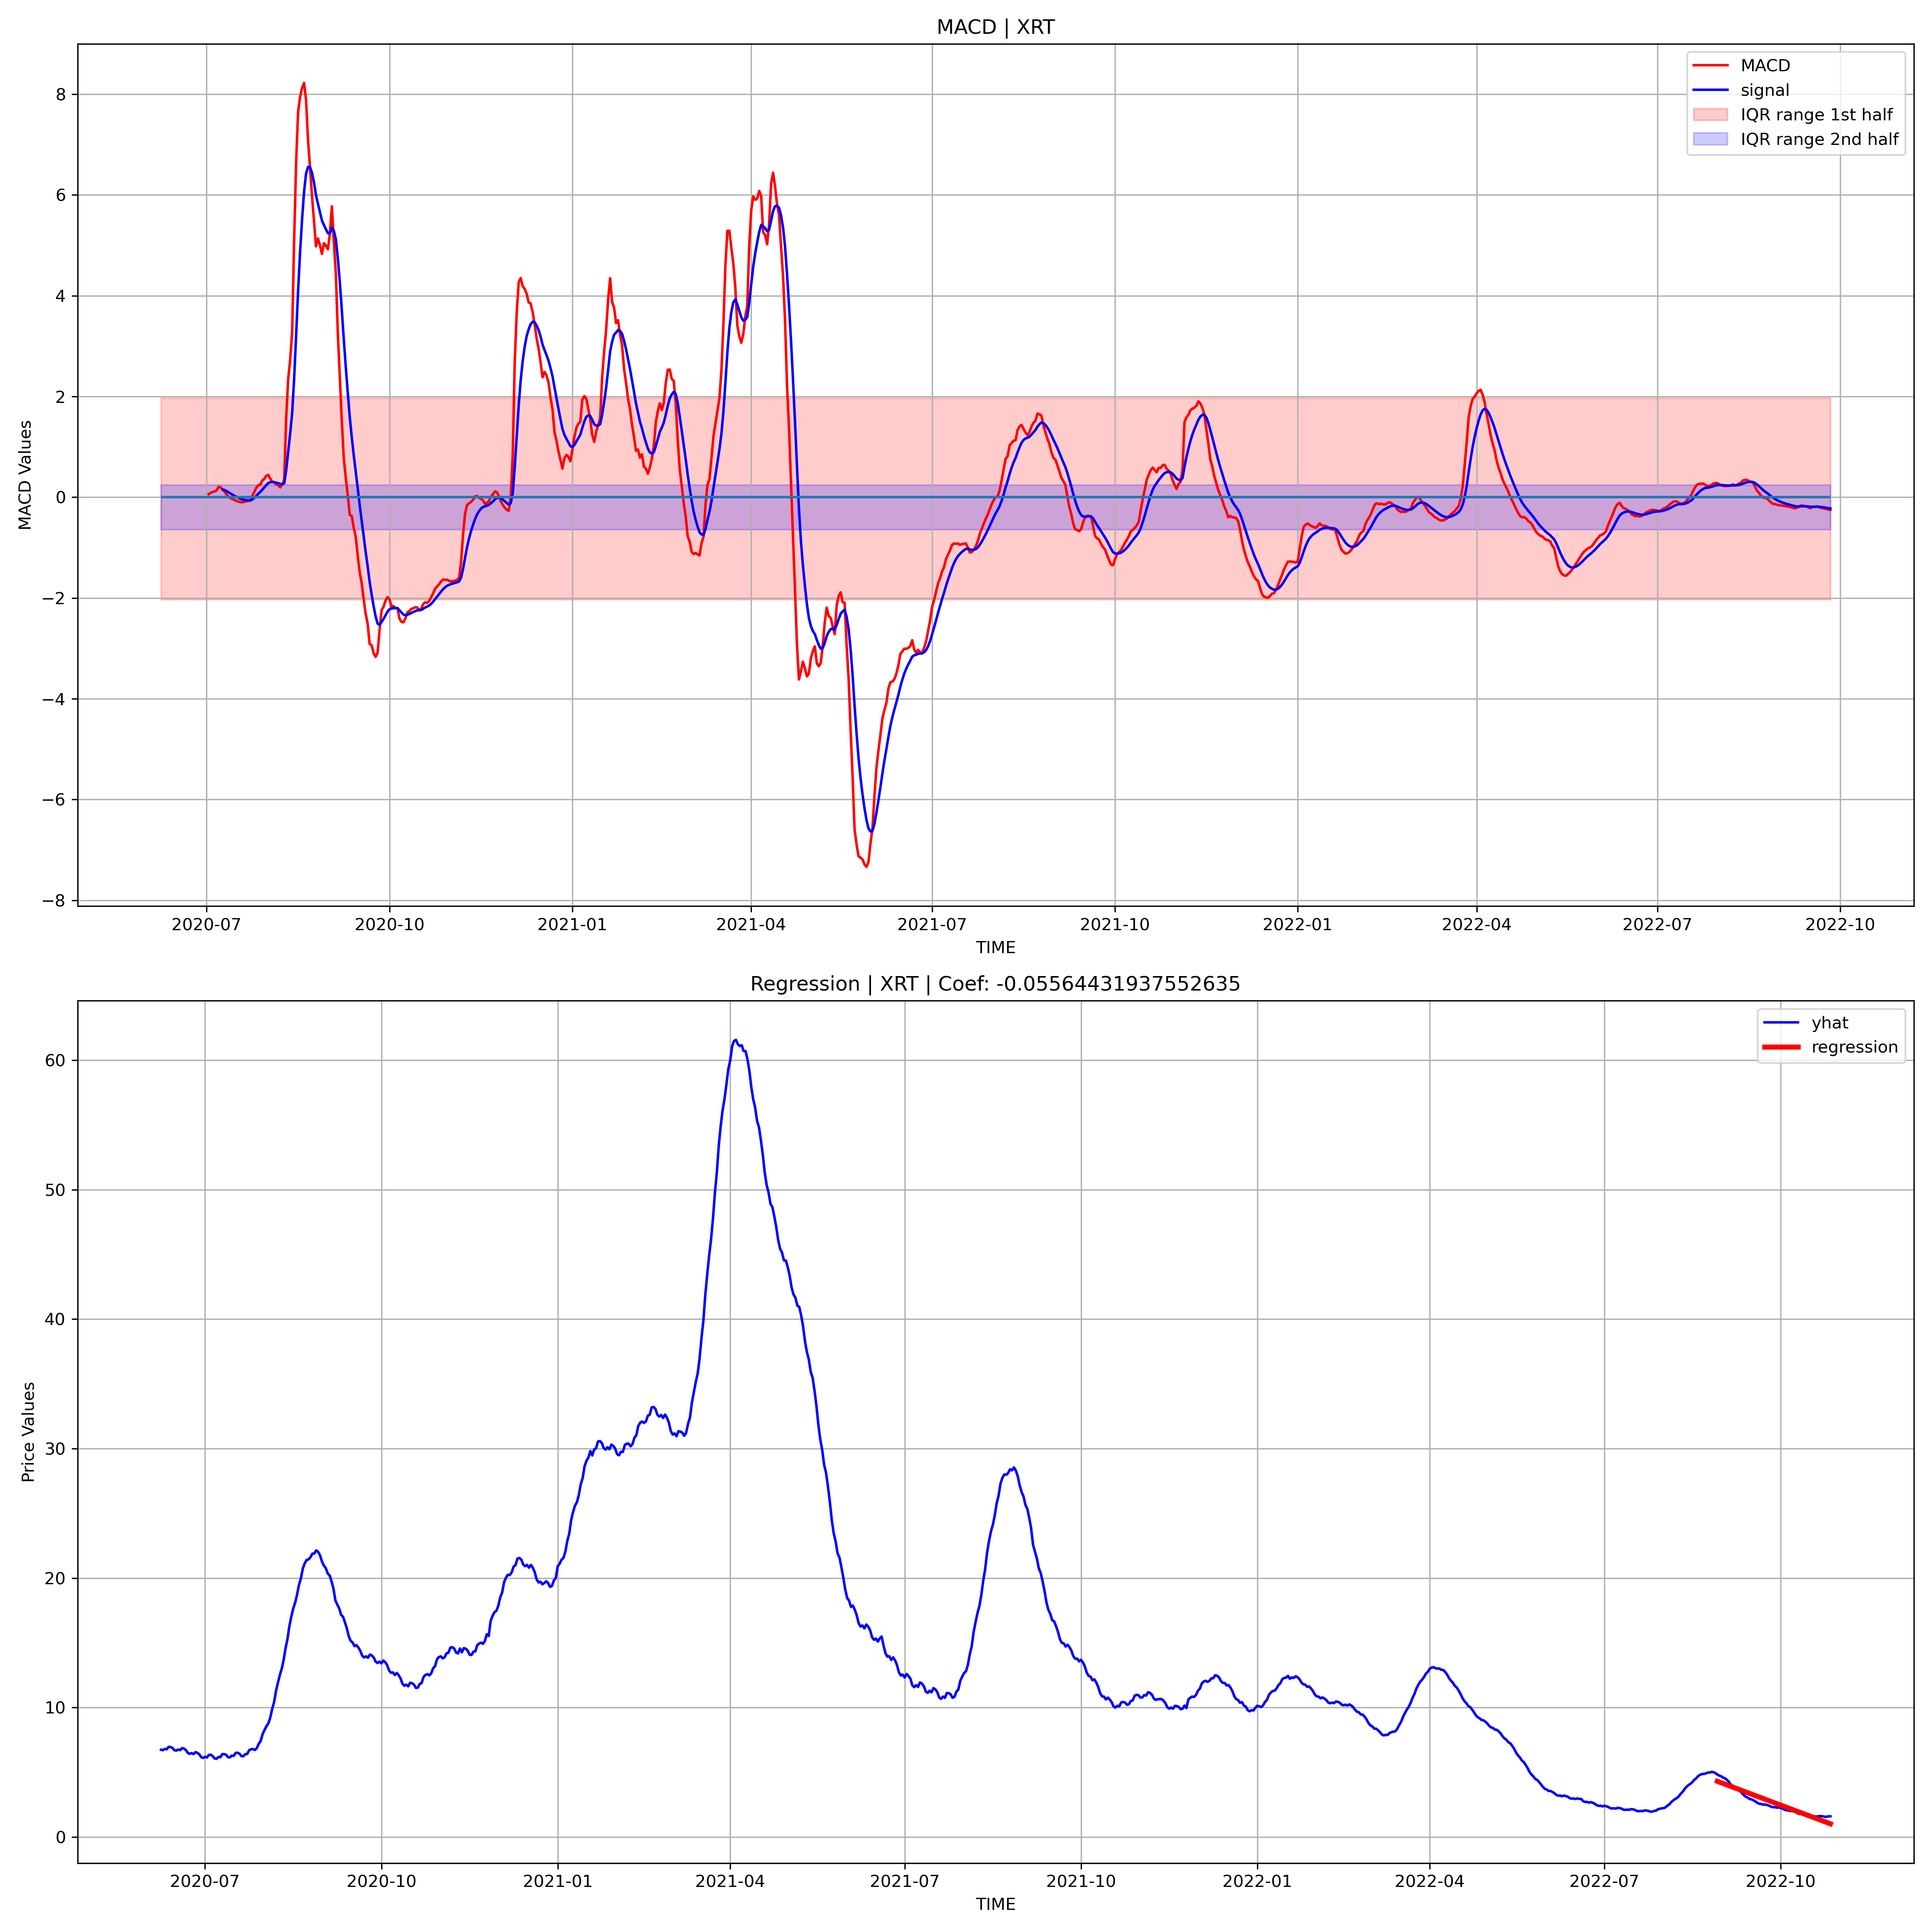 MACD | XRT
MACD
signal
IQR range 1st half
IQR range 2nd half
MACD Values
8
6
4
2
0
−2
−4
−6
−8
2020-07 2020-10 2021-01 2021-04 2021-07 2021-10 2022-01 2022-04 2022-07 2022-10
TIME
Regression | XRT | Coef: -0.05564431937552635
yhat
regression
Price Values
60
50
40
30
20
10
0
2020-07 2020-10 2021-01 2021-04 2021-07 2021-10 2022-01 2022-04 2022-07 2022-10
TIME